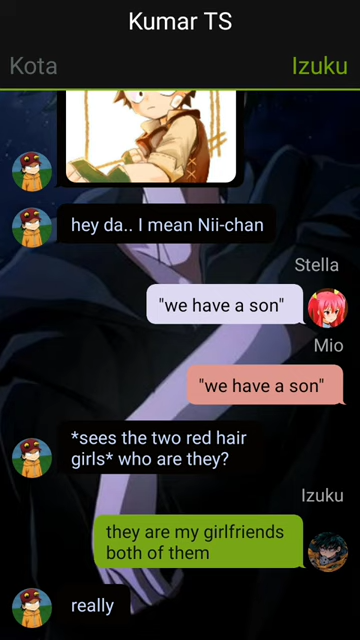 Kumar TS
Kota
Izuku
hey da.. I mean Nii-chan
Stella
"we have a son"
Mio
"we have a son"
*sees the two red hair
girls* who are they?
Izuku
they are my girlfriends
both of them
really